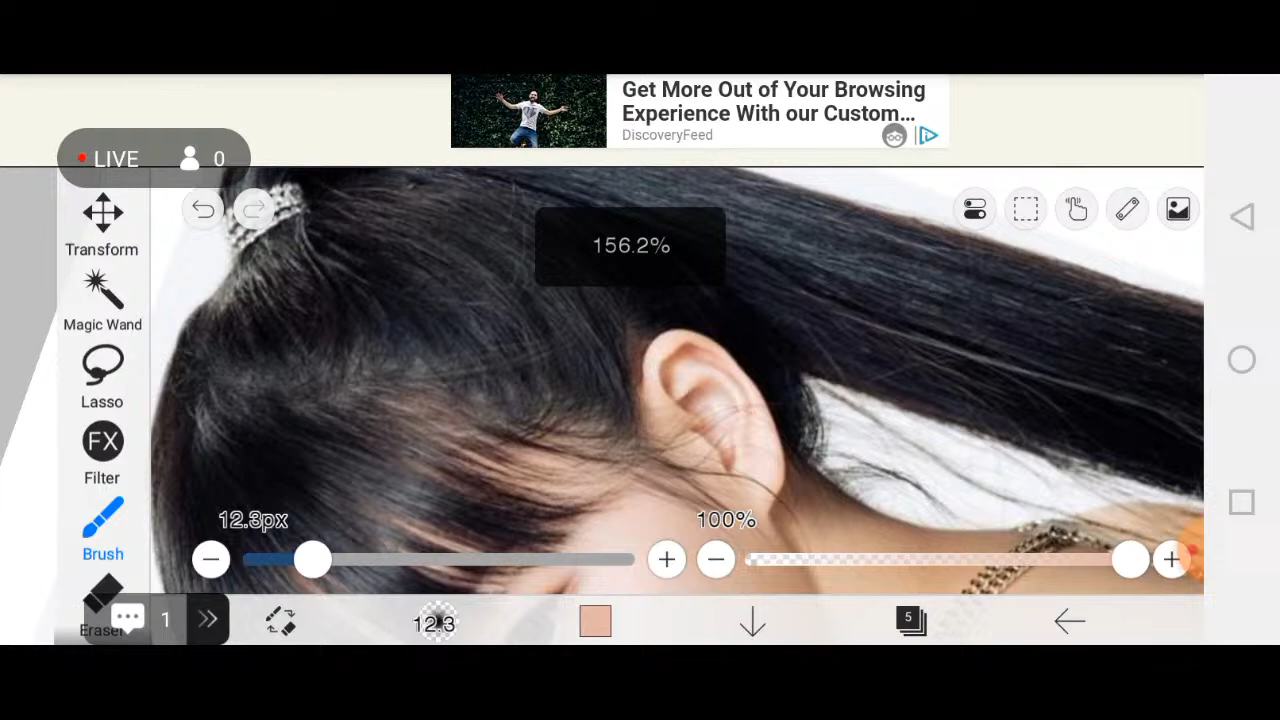 Get More Out of Your Browsing
Experience With our Custom...
DiscoveryFeed
LIVE 0
Transform
156.2%
Magic Wand
Lasso
FX
Filter
12.3px
100%
Brush
Eraser
1
12.3
5